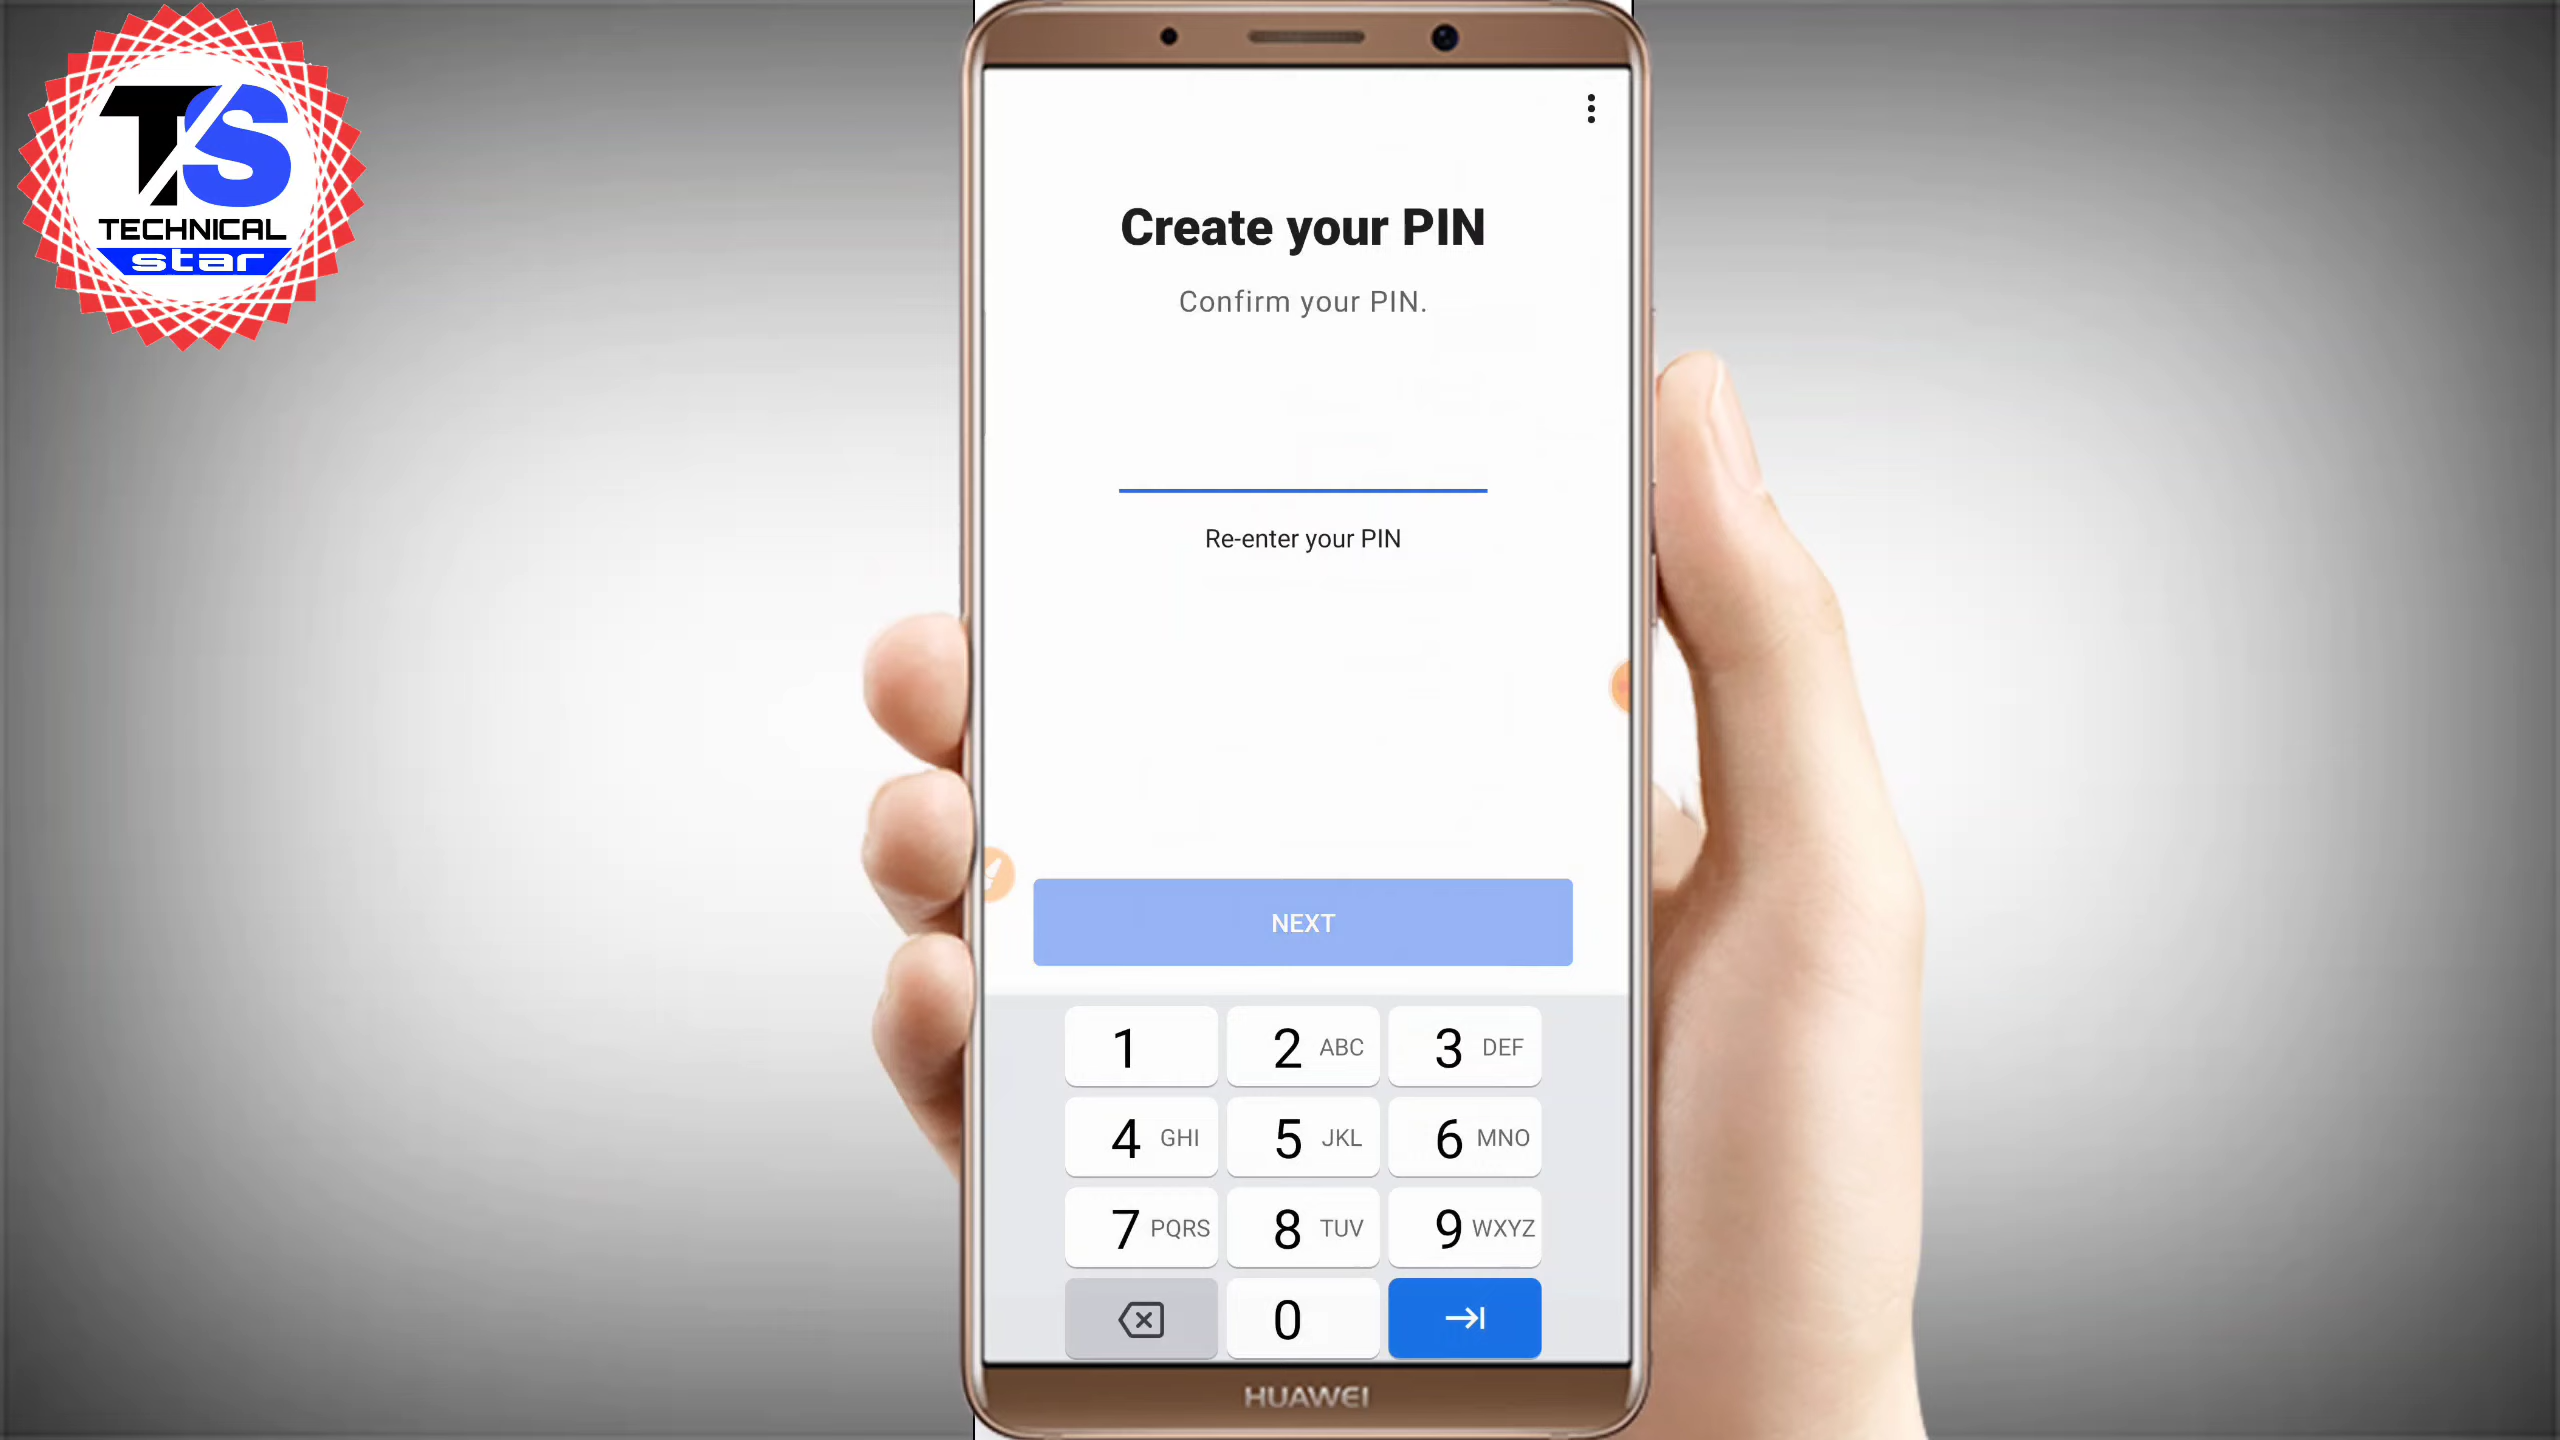 TS
TECHNICAL
star
Create your PIN
Confirm your PIN.
Re-enter your PIN
NEXT
1
2 ABC
3 DEF
4 GHI
5 JKL
6 MNO
7 PQRS
8 TUV
9 WXYZ
0
HUAWEI